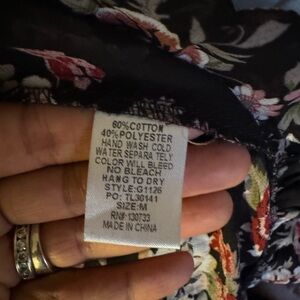 60%COTTON
40%POLYESTER
HAND WASH COLD
WATER SEPARA TELY
COLOR WILL BLEED
NO BLEACH
HANG TO DRY
STYLE:G1126
PO: TL30141
SIZE:M
RN#:130733
MADE IN CHINA